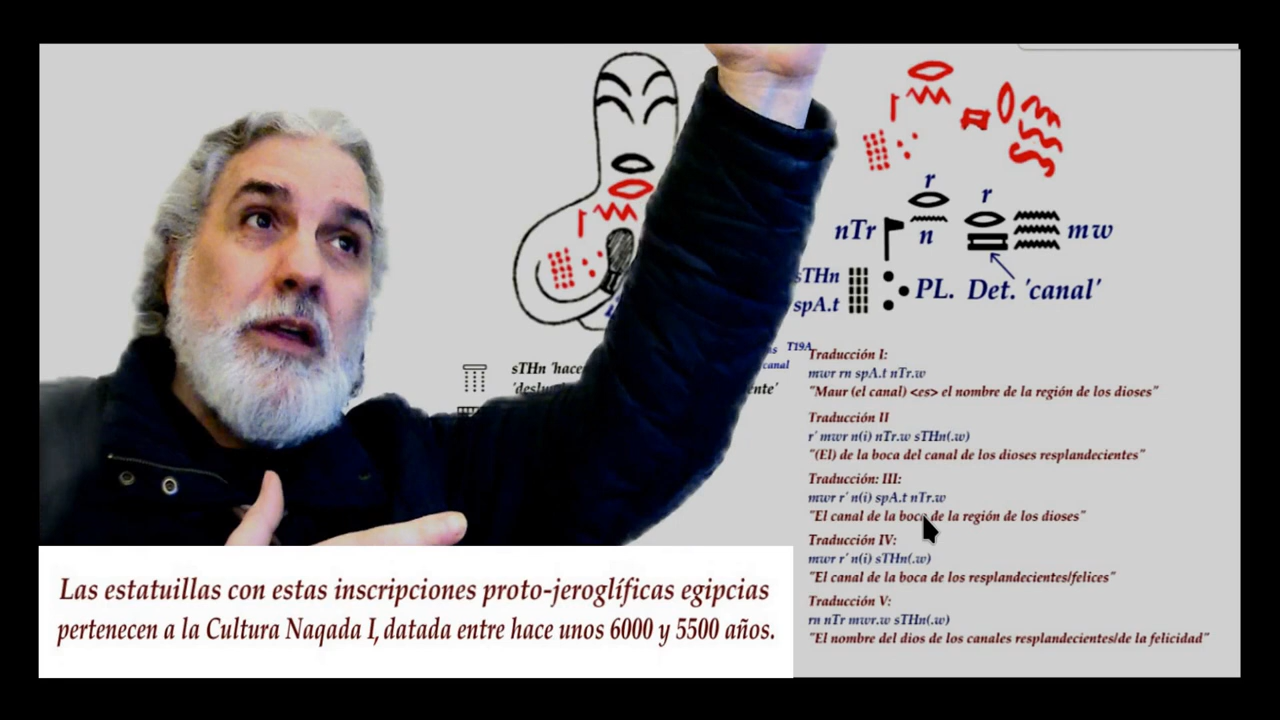 r
r
nTr
n
mw
sTHn
spA.t
PL. Det. 'canal'
T19A
canal
sTHn 'hace
Traducción I:
mwr rn spA.t nTr.w
"Maur (el canal) <es> el nombre de la región de los dioses"
Traducción II
r' mwr n(i) nTr.w sTHn(.w)
"(El) de la boca del canal de los dioses resplandecientes"
Traducción: III:
mwr r' n(i) spA.t nTr.w
"El canal de la boca de la región de los dioses"
Traducción IV:
mwr r' n(i) sTHn(.w)
"El canal de la boca de los resplandecientes/felices"
Traducción V:
rn nTr mwr.w sTHn(.w)
"El nombre del dios de los canales resplandecientes/de la felicidad"
Las estatuillas con estas inscripciones proto-jeroglíficas egipcias
pertenecen a la Cultura Naqada I, datada entre hace unos 6000 y 5500 años.